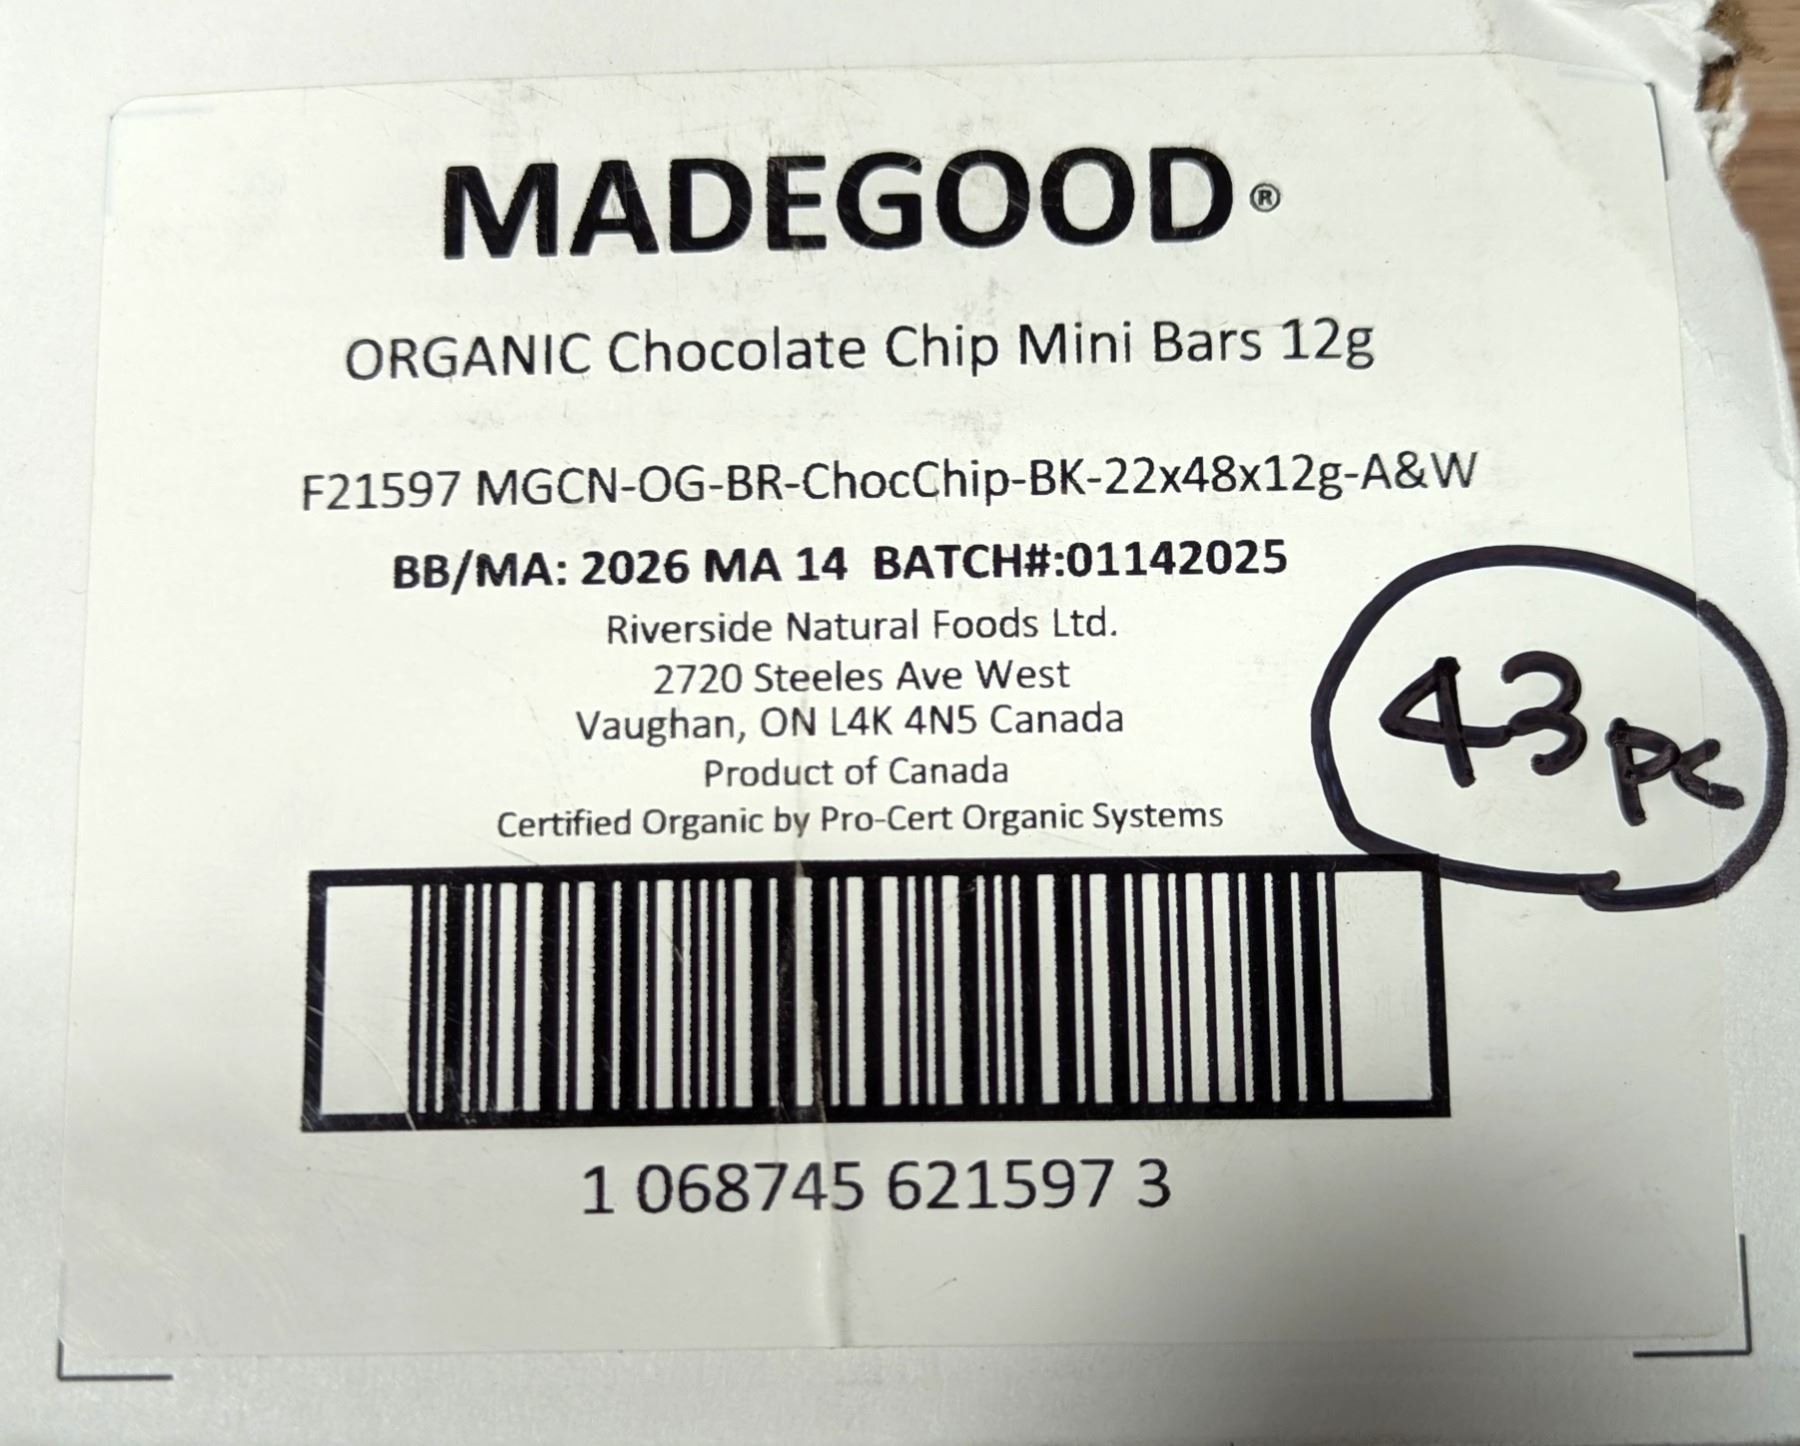 MADEGOOD®
ORGANIC Chocolate Chip Mini Bars 12g
F21597 MGCN-OG-BR-ChocChip-BK-22x48x12g-A&W
BB/MA: 2026 MA 14 BATCH#:01142025
Riverside Natural Foods Ltd.
2720 Steeles Ave West
Vaughan, ON L4K 4N5 Canada
Product of Canada
Certified Organic by Pro-Cert Organic Systems
43 pc
1 068745 621597 3